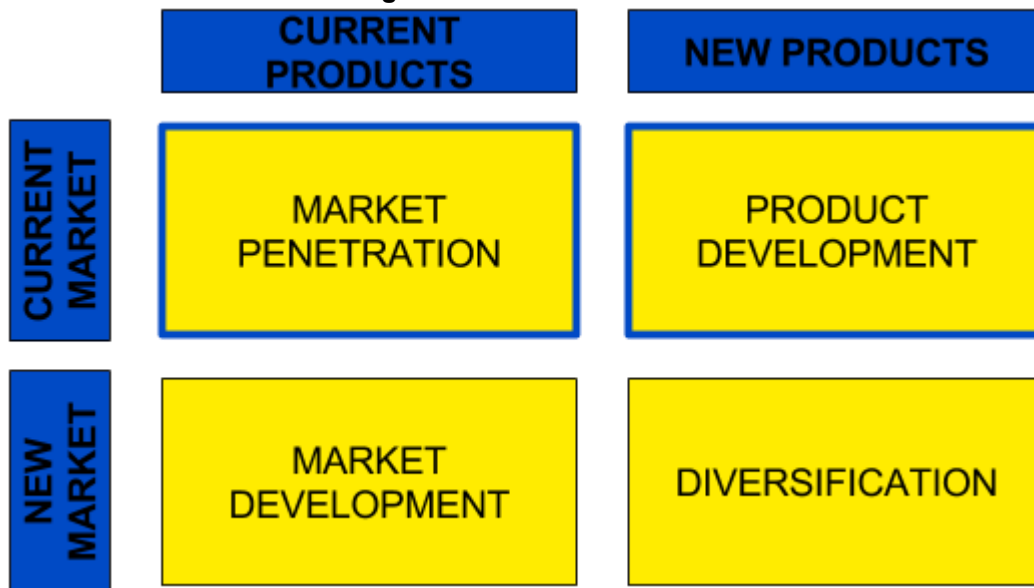 CURRENT
PRODUCTS
NEW PRODUCTS
CURRENT
MARKET
MARKET
PENETRATION
PRODUCT
DEVELOPMENT
NEW
MARKET
MARKET
DEVELOPMENT
DIVERSIFICATION